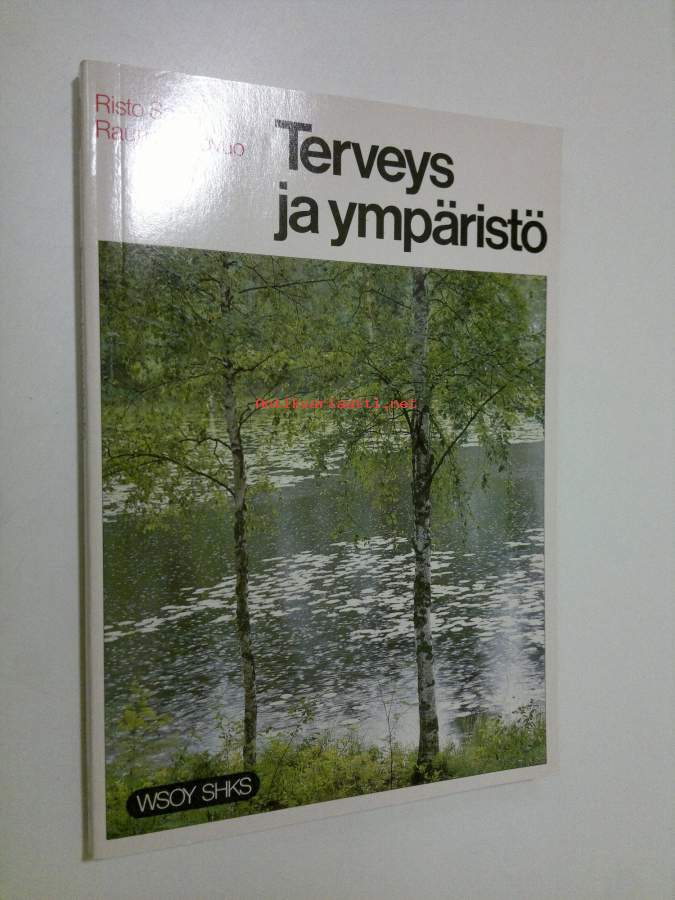 Risto
Terveys
ja ympäristö
Antikvariaatti.net
WSOY SHKS